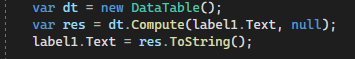 var dt = new DataTable();
var res = dt.Compute(label1.Text, null);
label1.Text = res.ToString();